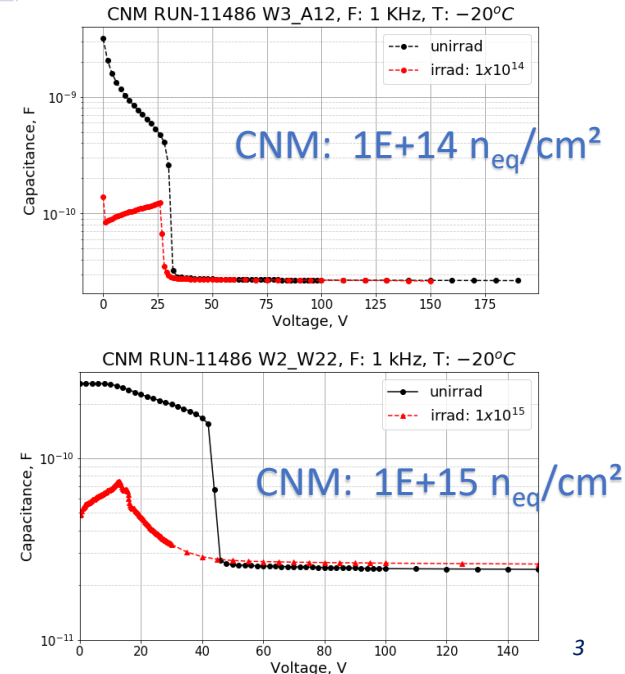 CNM RUN-11486 W3_A12, F: 1 KHz, T: −20°C
unirrad
irrad: 1x10¹⁴
CNM: 1E+14 n_eq/cm²
Capacitance, F
10⁻⁹
10⁻¹⁰
0 25 50 75 100 125 150 175
Voltage, V
CNM RUN-11486 W2_W22, F: 1 kHz, T: −20°C
unirrad
irrad: 1x10¹⁵
CNM: 1E+15 n_eq/cm²
Capacitance, F
10⁻¹⁰
10⁻¹¹
0 20 40 60 80 100 120 140
Voltage, V
3